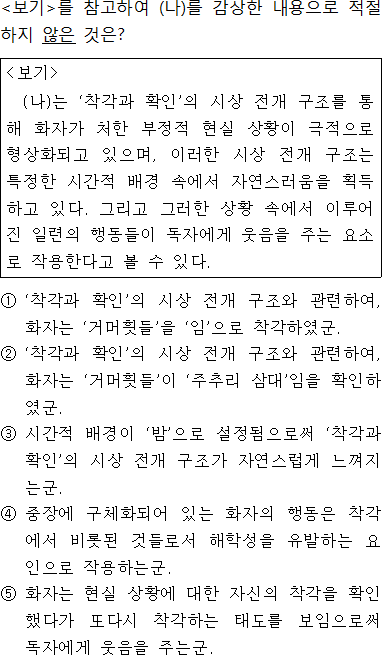 <보기>를 참고하여 (나)를 감상한 내용으로 적절
하지 않은 것은?
<보기>
(나)는 ‘착각과 확인’의 시상 전개 구조를 통
해 화자가 처한 부정적 현실 상황이 극적으로
형상화되고 있으며, 이러한 시상 전개 구조는
특정한 시간적 배경 속에서 자연스러움을 획득
하고 있다. 그리고 그러한 상황 속에서 이루어
진 일련의 행동들이 독자에게 웃음을 주는 요소
로 작용한다고 볼 수 있다.
① ‘착각과 확인’의 시상 전개 구조와 관련하여,
화자는 ‘거머횟들’을 ‘임’으로 착각하였군.
② ‘착각과 확인’의 시상 전개 구조와 관련하여,
화자는 ‘거머횟들’이 ‘주추리 삼대’임을 확인하
였군.
③ 시간적 배경이 ‘밤’으로 설정됨으로써 ‘착각과
확인’의 시상 전개 구조가 자연스럽게 느껴지
는군.
④ 중장에 구체화되어 있는 화자의 행동은 착각
에서 비롯된 것들로서 해학성을 유발하는 요
인으로 작용하는군.
⑤ 화자는 현실 상황에 대한 자신의 착각을 확인
했다가 또다시 착각하는 태도를 보임으로써
독자에게 웃음을 주는군.